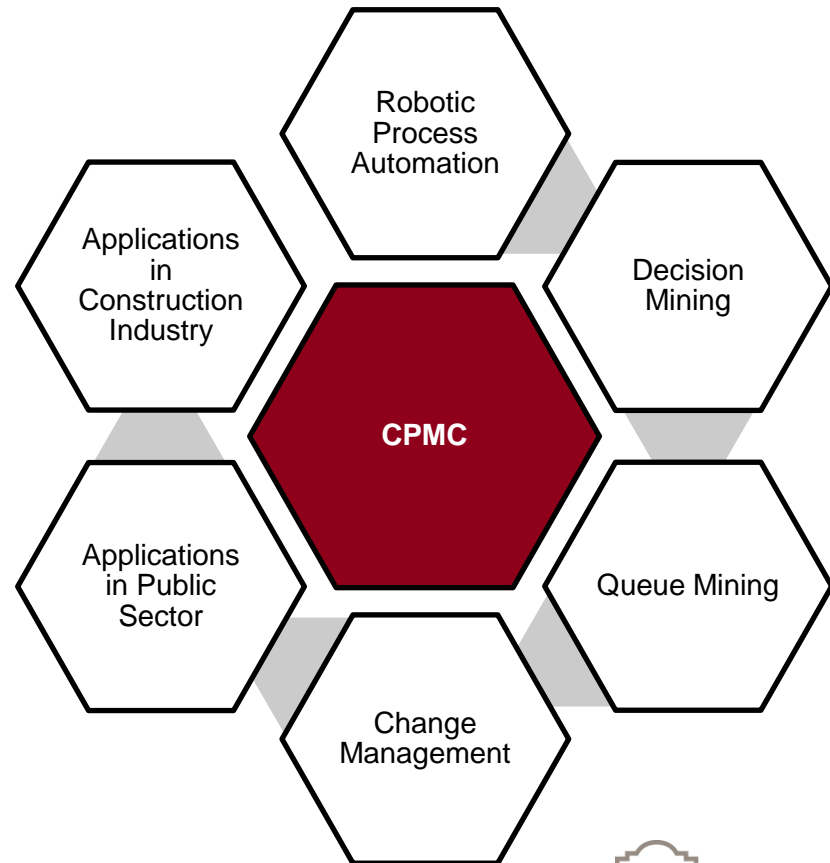 Robotic
Process
Automation
Applications
in
Construction
Industry
Decision
Mining
CPMC
Applications
in Public
Sector
Queue Mining
Change
Management